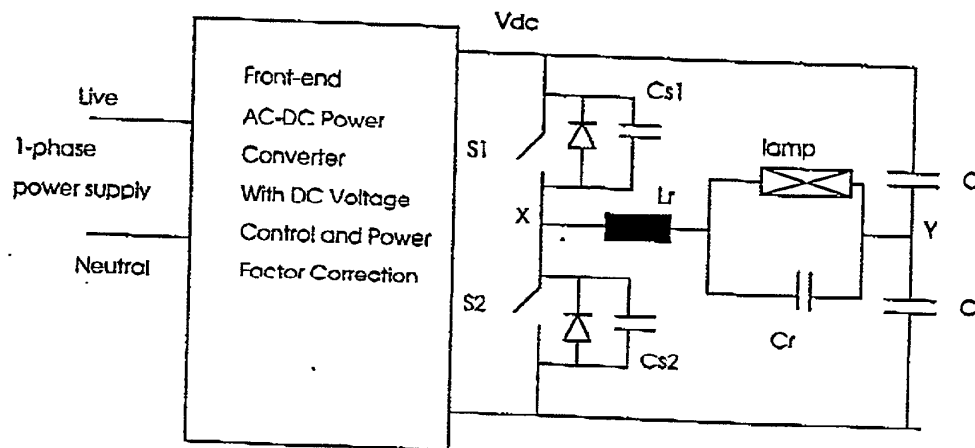 Vdc
Live
1-phase
power supply
Neutral
Front-end
AC-DC Power
Converter
With DC Voltage
Control and Power
Factor Correction
Cs1
S1
lamp
Lr
C
X
Y
S2
C
Cr
Cs2